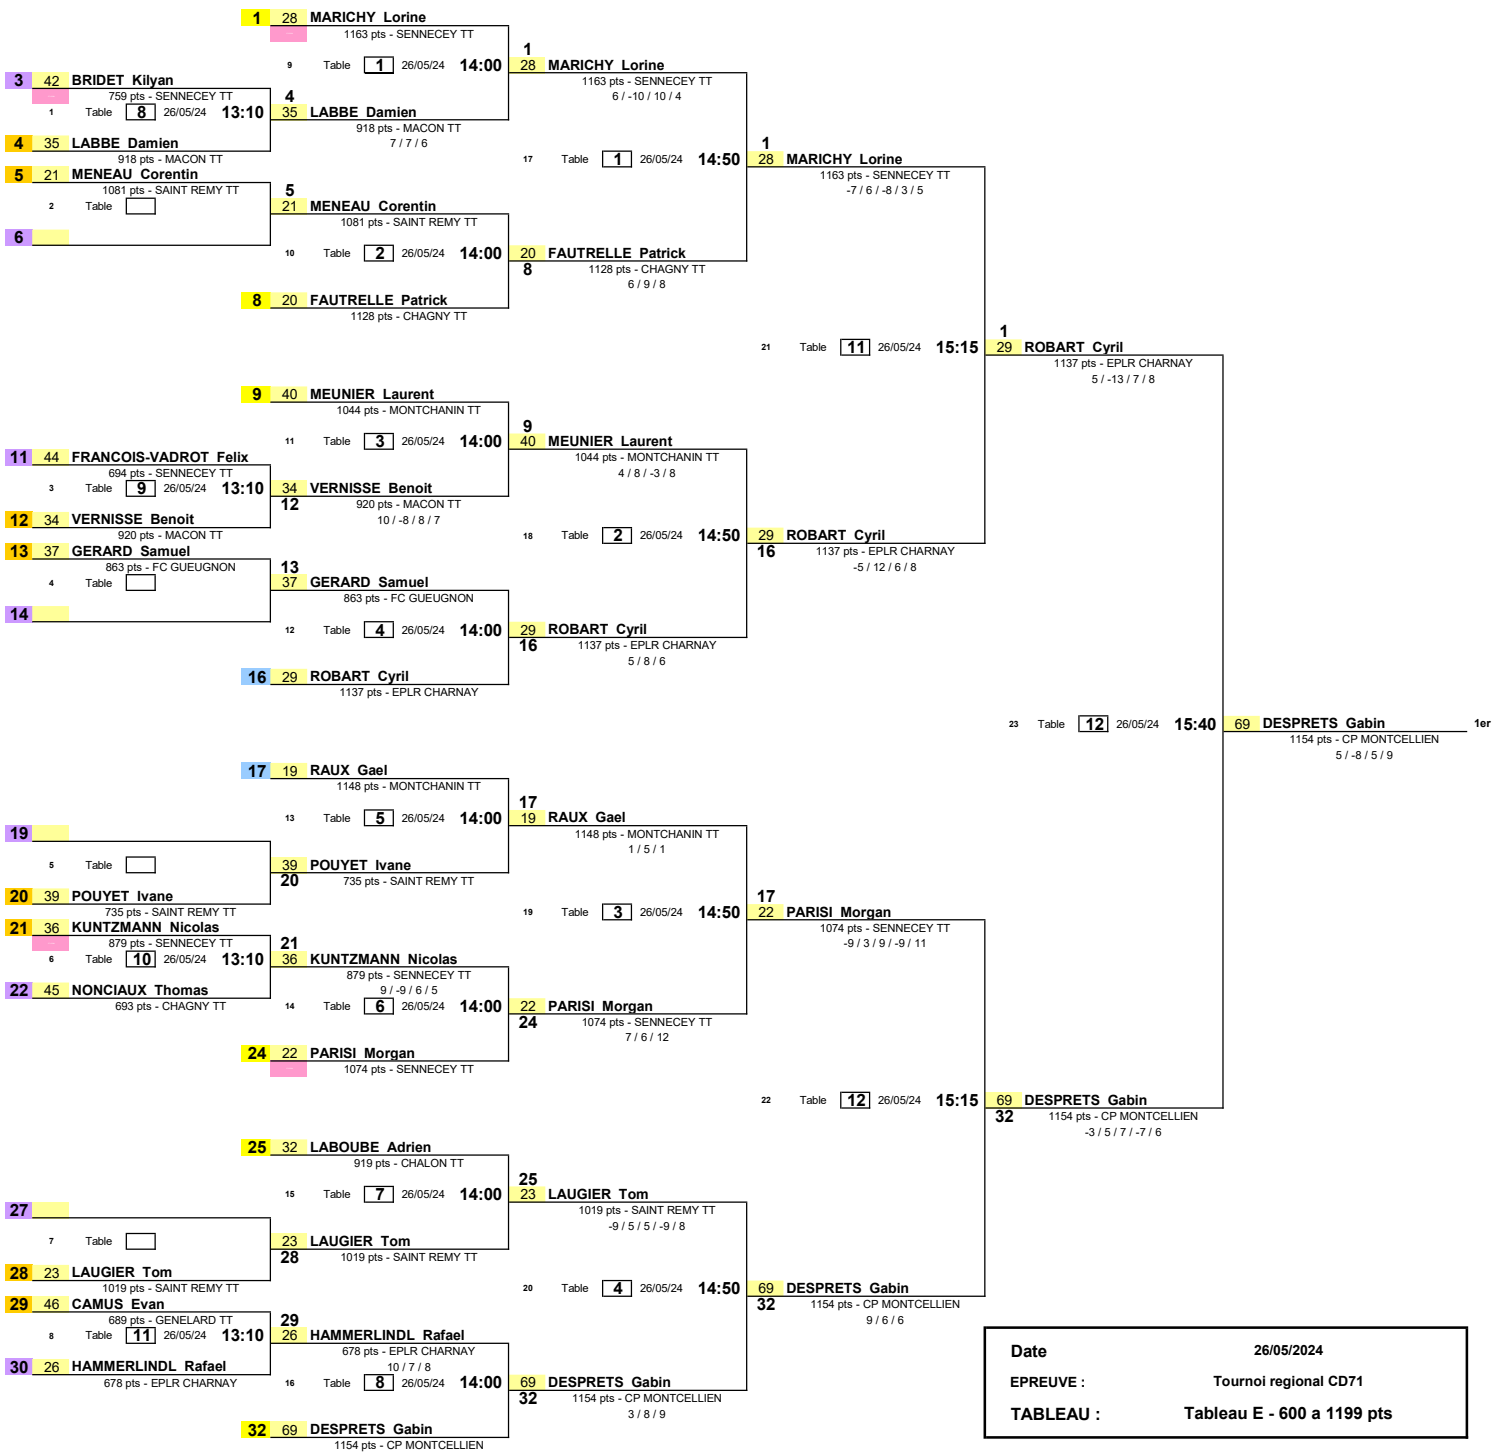 1 28 MARICHY Lorine
1163 pts - SENNECEY TT
9 Table 1 26/05/24 14:00
1
28 MARICHY Lorine
1163 pts - SENNECEY TT
6 / -10 / 10 / 4
3 42 BRIDET Kilyan
759 pts - SENNECEY TT
1 Table 8 26/05/24 13:10
4
35 LABBE Damien
918 pts - MACON TT
7 / 7 / 6
4 35 LABBE Damien
918 pts - MACON TT
17 Table 1 26/05/24 14:50
1
28 MARICHY Lorine
1163 pts - SENNECEY TT
-7 / 6 / -8 / 3 / 5
5 21 MENEAU Corentin
1081 pts - SAINT REMY TT
2 Table
5
21 MENEAU Corentin
1081 pts - SAINT REMY TT
6
10 Table 2 26/05/24 14:00
20 FAUTRELLE Patrick
8
1128 pts - CHAGNY TT
6 / 9 / 8
8 20 FAUTRELLE Patrick
1128 pts - CHAGNY TT
21 Table 11 26/05/24 15:15
1
29 ROBART Cyril
1137 pts - EPLR CHARNAY
5 / -13 / 7 / 8
9 40 MEUNIER Laurent
1044 pts - MONTCHANIN TT
11 Table 3 26/05/24 14:00
9
40 MEUNIER Laurent
1044 pts - MONTCHANIN TT
4 / 8 / -3 / 8
11 44 FRANCOIS-VADROT Felix
694 pts - SENNECEY TT
3 Table 9 26/05/24 13:10
34 VERNISSE Benoit
12
920 pts - MACON TT
10 / -8 / 8 / 7
12 34 VERNISSE Benoit
920 pts - MACON TT
18 Table 2 26/05/24 14:50
29 ROBART Cyril
16
1137 pts - EPLR CHARNAY
-5 / 12 / 6 / 8
13 37 GERARD Samuel
863 pts - FC GUEUGNON
4 Table
13
37 GERARD Samuel
863 pts - FC GUEUGNON
14
12 Table 4 26/05/24 14:00
29 ROBART Cyril
16
1137 pts - EPLR CHARNAY
5 / 8 / 6
16 29 ROBART Cyril
1137 pts - EPLR CHARNAY
23 Table 12 26/05/24 15:40
69 DESPRETS Gabin 1er
1154 pts - CP MONTCELLIEN
5 / -8 / 5 / 9
17 19 RAUX Gael
1148 pts - MONTCHANIN TT
13 Table 5 26/05/24 14:00
17
19 RAUX Gael
1148 pts - MONTCHANIN TT
1 / 5 / 1
19
5 Table
39 POUYET Ivane
20
735 pts - SAINT REMY TT
20 39 POUYET Ivane
735 pts - SAINT REMY TT
19 Table 3 26/05/24 14:50
17
22 PARISI Morgan
1074 pts - SENNECEY TT
-9 / 3 / 9 / -9 / 11
21 36 KUNTZMANN Nicolas
879 pts - SENNECEY TT
6 Table 10 26/05/24 13:10
21
36 KUNTZMANN Nicolas
879 pts - SENNECEY TT
9 / -9 / 6 / 5
22 45 NONCIAUX Thomas
693 pts - CHAGNY TT
14 Table 6 26/05/24 14:00
22 PARISI Morgan
24
1074 pts - SENNECEY TT
7 / 6 / 12
24 22 PARISI Morgan
1074 pts - SENNECEY TT
22 Table 12 26/05/24 15:15
69 DESPRETS Gabin
32
1154 pts - CP MONTCELLIEN
-3 / 5 / 7 / -7 / 6
25 32 LABOUBE Adrien
919 pts - CHALON TT
15 Table 7 26/05/24 14:00
25
23 LAUGIER Tom
1019 pts - SAINT REMY TT
-9 / 5 / 5 / -9 / 8
27
7 Table
23 LAUGIER Tom
28
1019 pts - SAINT REMY TT
28 23 LAUGIER Tom
1019 pts - SAINT REMY TT
20 Table 4 26/05/24 14:50
69 DESPRETS Gabin
32
1154 pts - CP MONTCELLIEN
9 / 6 / 6
29 46 CAMUS Evan
689 pts - GENELARD TT
8 Table 11 26/05/24 13:10
29
26 HAMMERLINDL Rafael
678 pts - EPLR CHARNAY
10 / 7 / 8
30 26 HAMMERLINDL Rafael
678 pts - EPLR CHARNAY
16 Table 8 26/05/24 14:00
69 DESPRETS Gabin
32
1154 pts - CP MONTCELLIEN
3 / 8 / 9
32 69 DESPRETS Gabin
1154 pts - CP MONTCELLIEN
Date 26/05/2024
EPREUVE : Tournoi regional CD71
TABLEAU : Tableau E - 600 a 1199 pts